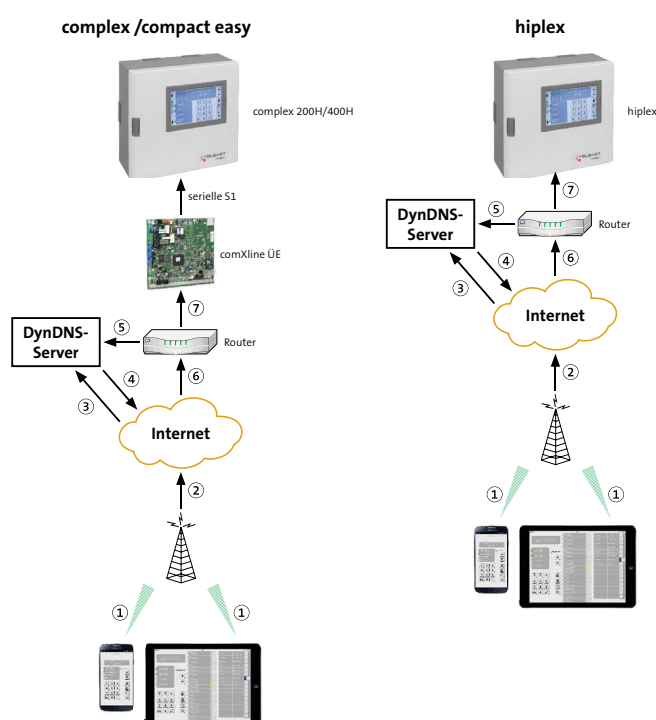 complex /compact easy
complex 200H/400H
serielle S1
comXline ÜE
⑦
DynDNS-
Server
⑤
Router
④
⑥
③
Internet
②
①
①
hiplex
hiplex
⑦
DynDNS-
Server
⑤
Router
④
⑥
③
Internet
②
①
①